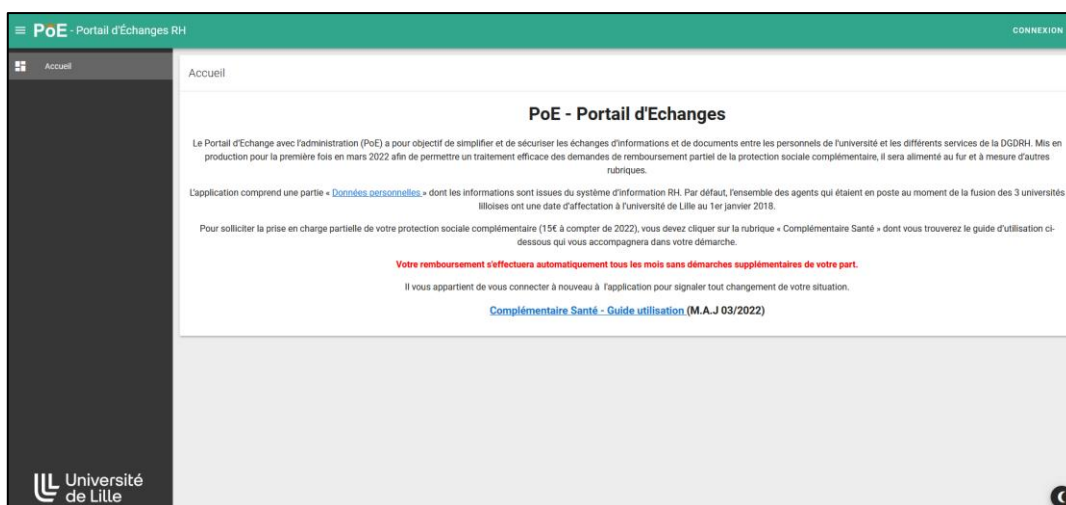 PoE - Portail d'Échanges RH
CONNEXION
Accueil
Accueil
PoE - Portail d'Echanges
Le Portail d'Echange avec l'administration (PoE) a pour objectif de simplifier et de sécuriser les échanges d'informations et de documents entre les personnels de l'université et les différents services de la DGDRH. Mis en
production pour la première fois en mars 2022 afin de permettre un traitement efficace des demandes de remboursement partiel de la protection sociale complémentaire, il sera alimenté au fur et à mesure d'autres
rubriques.
L'application comprend une partie « Données personnelles » dont les informations sont issues du système d'information RH. Par défaut, l'ensemble des agents qui étaient en poste au moment de la fusion des 3 universités
lilloises ont une date d'affectation à l'université de Lille au 1er janvier 2018.
Pour solliciter la prise en charge partielle de votre protection sociale complémentaire (15€ à compter de 2022), vous devez cliquer sur la rubrique « Complémentaire Santé » dont vous trouverez le guide d'utilisation ci-
dessous qui vous accompagnera dans votre démarche.
Votre remboursement s'effectuera automatiquement tous les mois sans démarches supplémentaires de votre part.
Il vous appartient de vous connecter à nouveau à l'application pour signaler tout changement de votre situation.
Complémentaire Santé - Guide utilisation (M.A.J 03/2022)
Université
de Lille